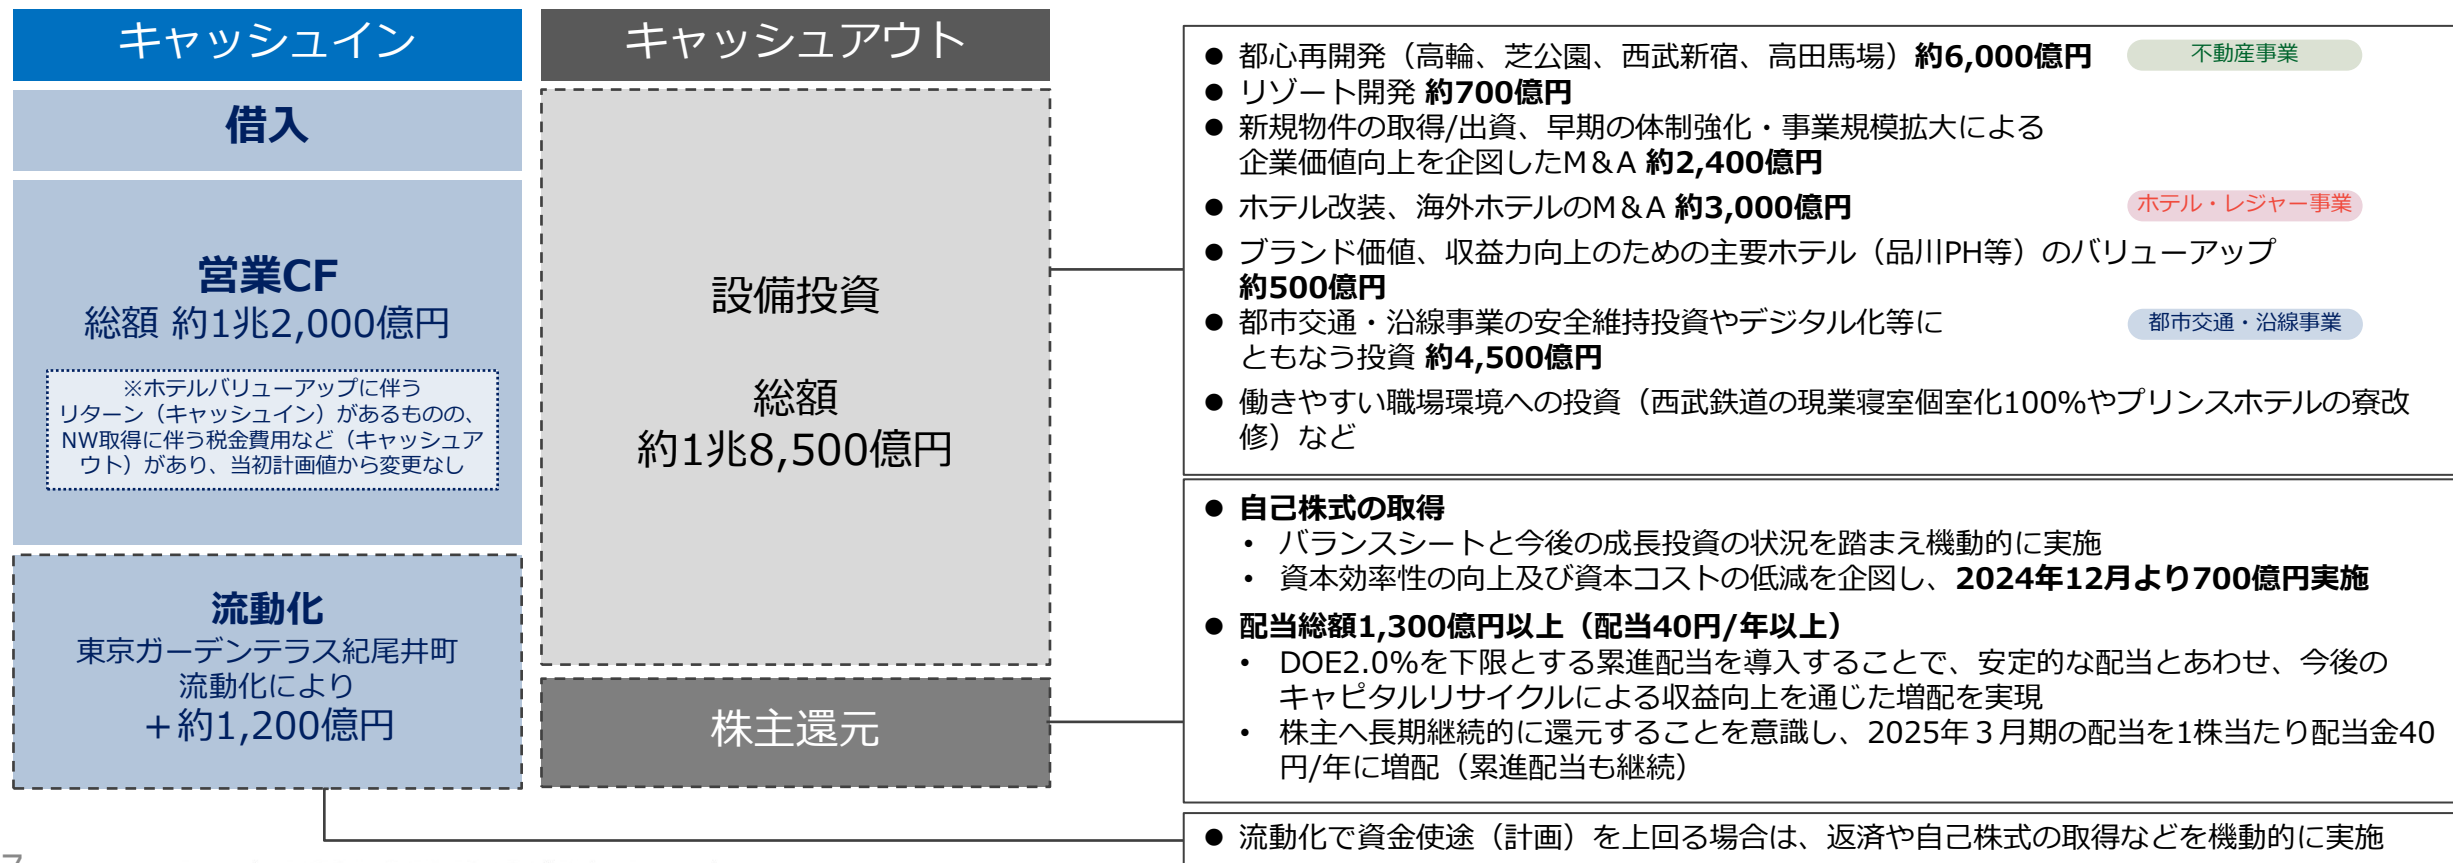 キャッシュイン
借入
営業CF
総額 約1兆2,000億円
※ホテルバリューアップに伴う
リターン（キャッシュイン）があるものの、
NW取得に伴う税金費用など（キャッシュア
ウト）があり、当初計画値から変更なし
流動化
東京ガーデンテラス紀尾井町
流動化により
＋約1,200億円
キャッシュアウト
設備投資
総額
約1兆8,500億円
株主還元
● 都心再開発（高輪、芝公園、西武新宿、高田馬場）約6,000億円 不動産事業
● リゾート開発 約700億円
● 新規物件の取得/出資、早期の体制強化・事業規模拡大による
企業価値向上を企図したM＆A 約2,400億円
● ホテル改装、海外ホテルのM＆A 約3,000億円 ホテル・レジャー事業
● ブランド価値、収益力向上のための主要ホテル（品川PH等）のバリューアップ
約500億円
● 都市交通・沿線事業の安全維持投資やデジタル化等に 都市交通・沿線事業
ともなう投資 約4,500億円
● 働きやすい職場環境への投資（西武鉄道の現業寝室個室化100%やプリンスホテルの寮改
修）など
● 自己株式の取得
• バランスシートと今後の成長投資の状況を踏まえ機動的に実施
• 資本効率性の向上及び資本コストの低減を企図し、2024年12月より700億円実施
● 配当総額1,300億円以上（配当40円/年以上）
• DOE2.0%を下限とする累進配当を導入することで、安定的な配当とあわせ、今後の
キャピタルリサイクルによる収益向上を通じた増配を実現
• 株主へ長期継続的に還元することを意識し、2025年３月期の配当を1株当たり配当金40
円/年に増配（累進配当も継続）
● 流動化で資金使途（計画）を上回る場合は、返済や自己株式の取得などを機動的に実施